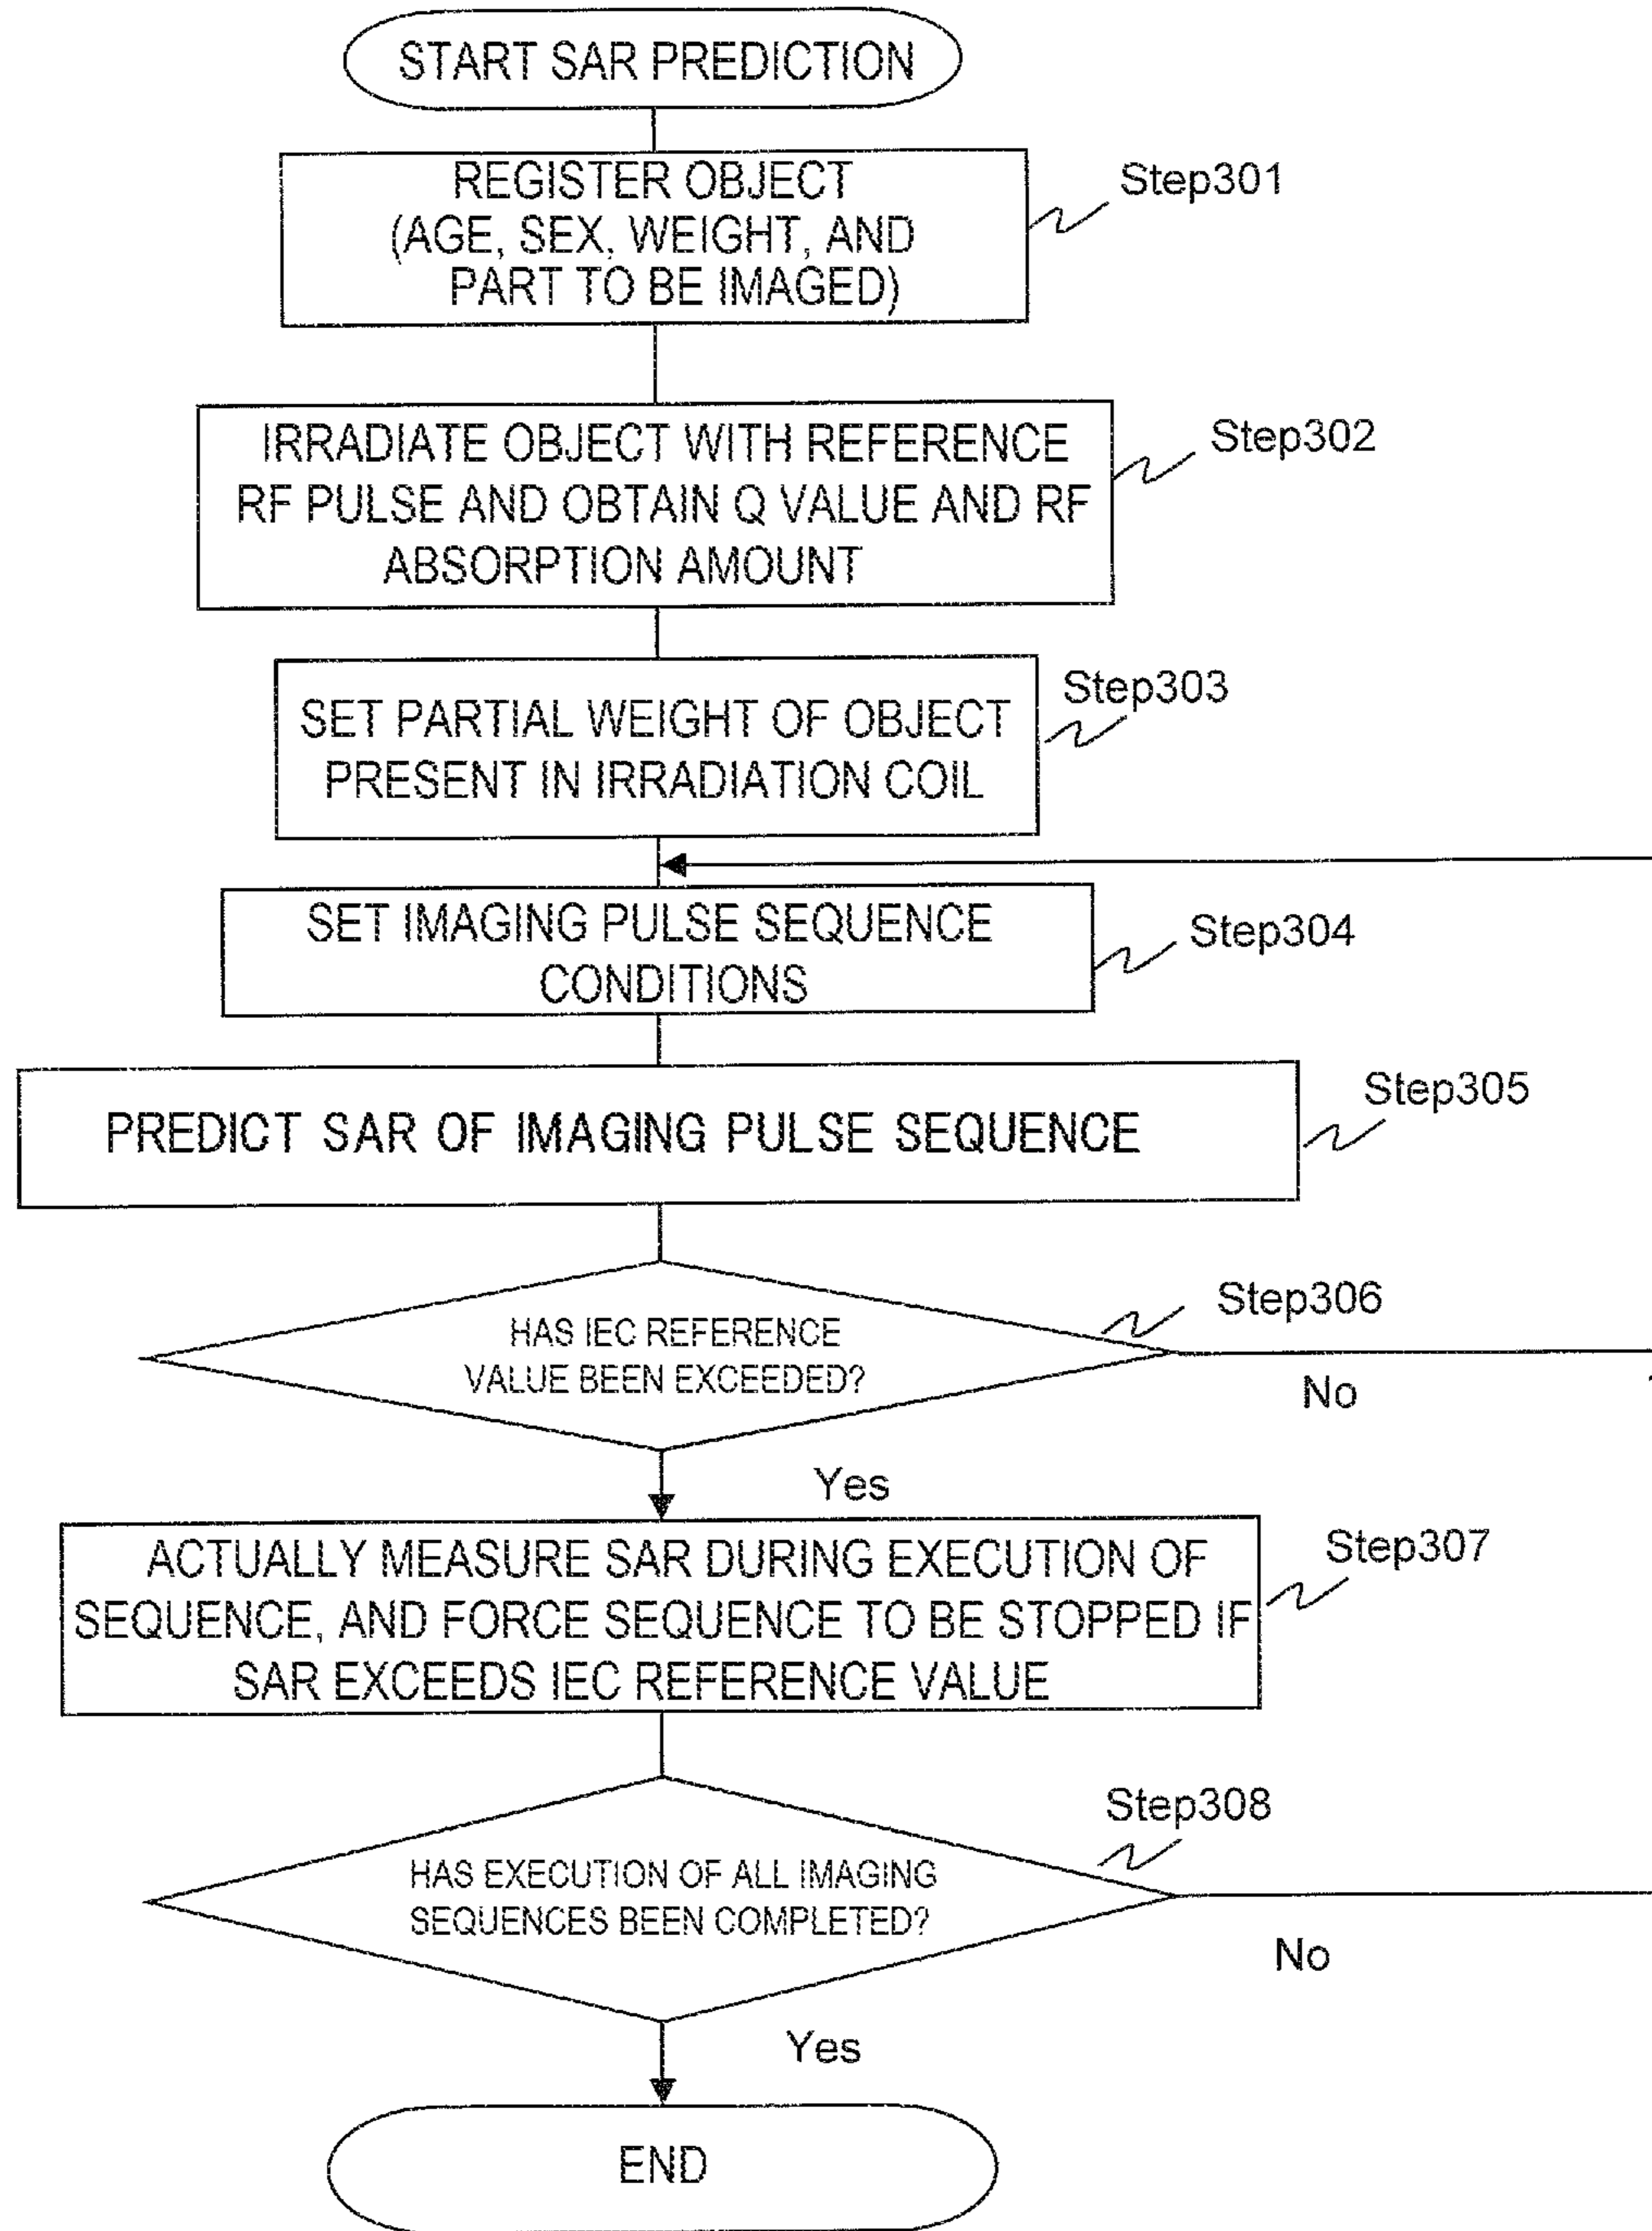 START SAR PREDICTION
REGISTER OBJECT
(AGE, SEX, WEIGHT, AND
PART TO BE IMAGED)
Step301
IRRADIATE OBJECT WITH REFERENCE
RF PULSE AND OBTAIN Q VALUE AND RF
ABSORPTION AMOUNT
Step302
SET PARTIAL WEIGHT OF OBJECT
PRESENT IN IRRADIATION COIL
Step303
SET IMAGING PULSE SEQUENCE
CONDITIONS
Step304
PREDICT SAR OF IMAGING PULSE SEQUENCE
Step305
HAS IEC REFERENCE
VALUE BEEN EXCEEDED?
Step306
No
Yes
ACTUALLY MEASURE SAR DURING EXECUTION OF
SEQUENCE, AND FORCE SEQUENCE TO BE STOPPED IF
SAR EXCEEDS IEC REFERENCE VALUE
Step307
HAS EXECUTION OF ALL IMAGING
SEQUENCES BEEN COMPLETED?
Step308
No
Yes
END